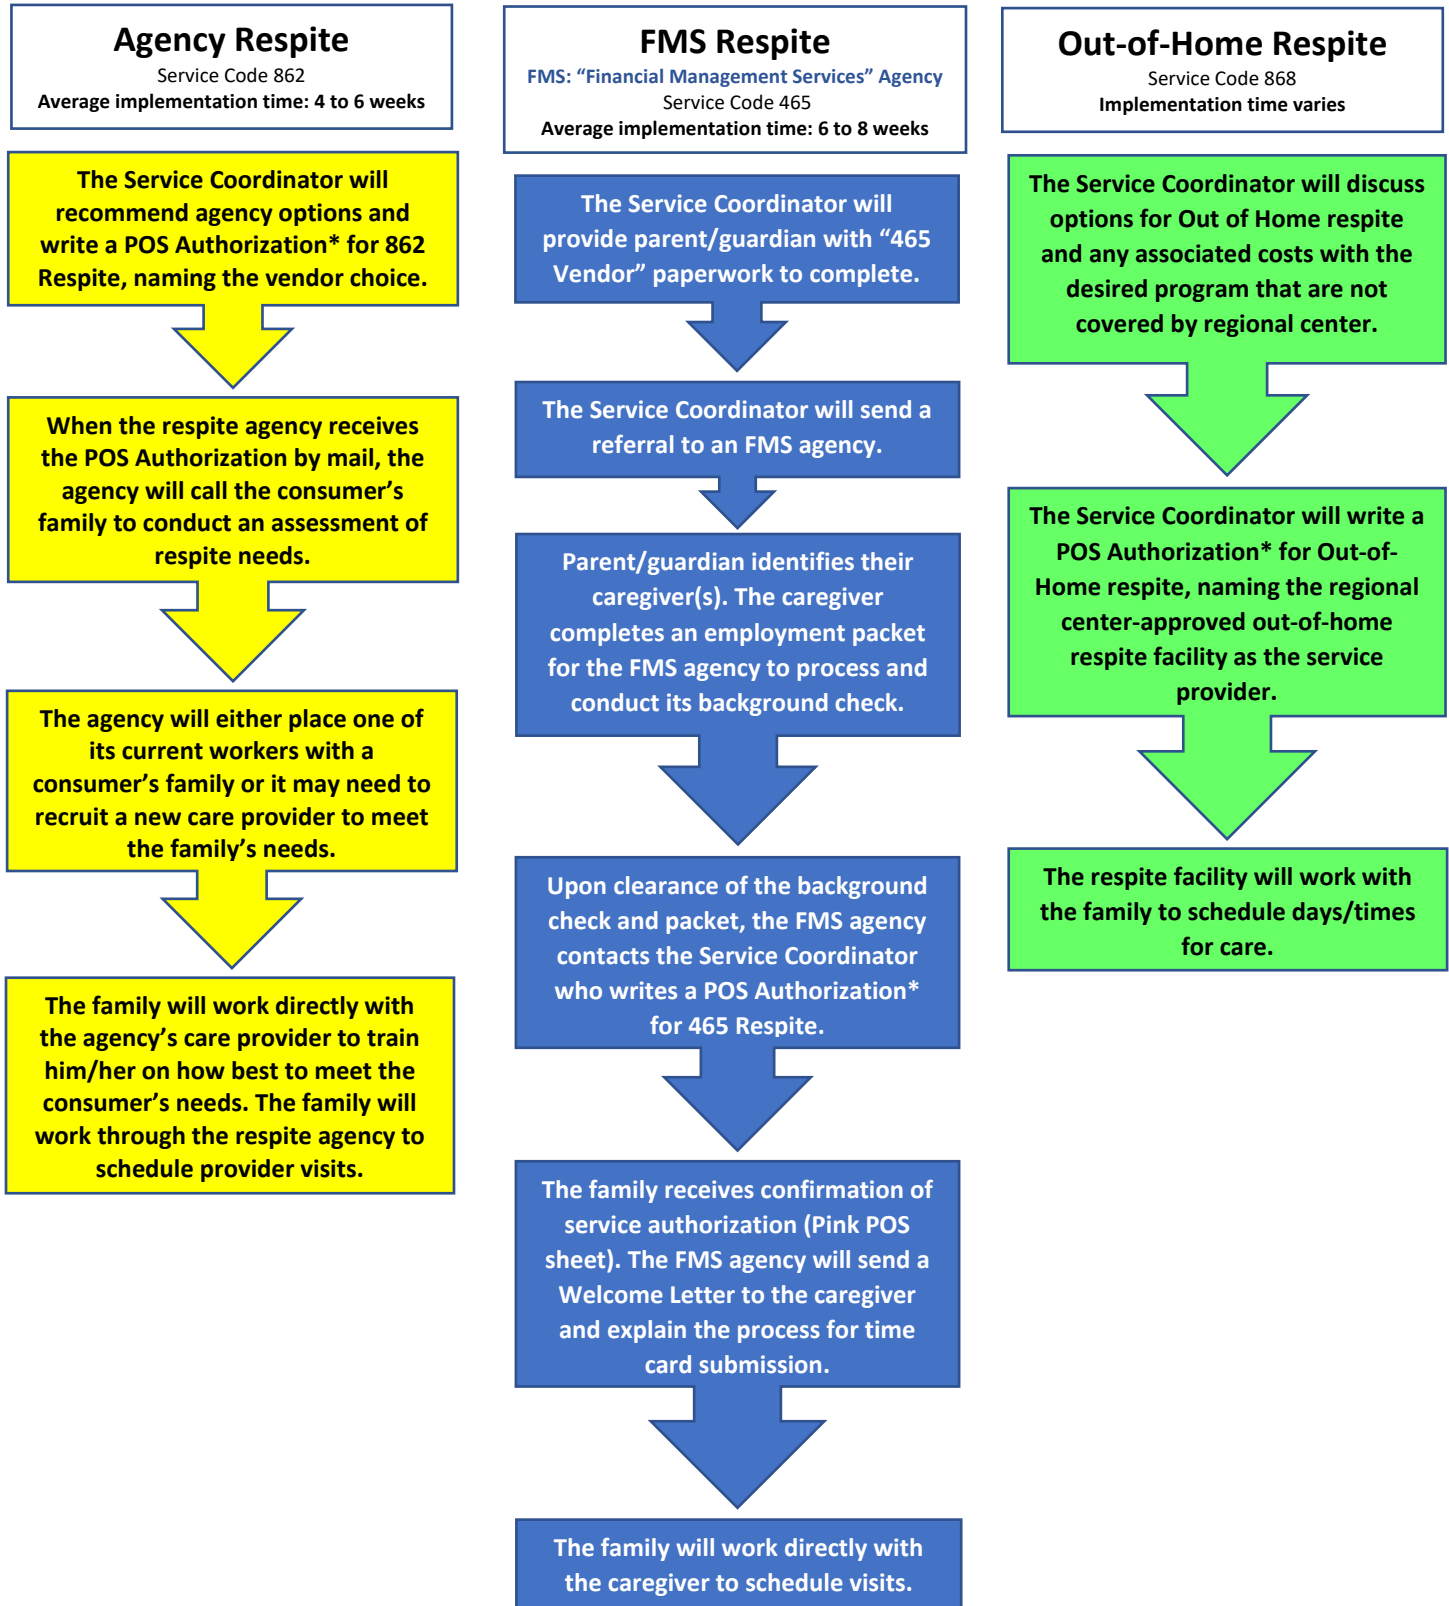 Agency Respite
Service Code 862
Average implementation time: 4 to 6 weeks
The Service Coordinator will
recommend agency options and
write a POS Authorization* for 862
Respite, naming the vendor choice.
When the respite agency receives
the POS Authorization by mail, the
agency will call the consumer’s
family to conduct an assessment of
respite needs.
The agency will either place one of
its current workers with a
consumer’s family or it may need to
recruit a new care provider to meet
the family’s needs.
The family will work directly with
the agency’s care provider to train
him/her on how best to meet the
consumer’s needs. The family will
work through the respite agency to
schedule provider visits.
FMS Respite
FMS: “Financial Management Services” Agency
Service Code 465
Average implementation time: 6 to 8 weeks
The Service Coordinator will
provide parent/guardian with “465
Vendor” paperwork to complete.
The Service Coordinator will send a
referral to an FMS agency.
Parent/guardian identifies their
caregiver(s). The caregiver
completes an employment packet
for the FMS agency to process and
conduct its background check.
Upon clearance of the background
check and packet, the FMS agency
contacts the Service Coordinator
who writes a POS Authorization*
for 465 Respite.
The family receives confirmation of
service authorization (Pink POS
sheet). The FMS agency will send a
Welcome Letter to the caregiver
and explain the process for time
card submission.
The family will work directly with
the caregiver to schedule visits.
Out-of-Home Respite
Service Code 868
Implementation time varies
The Service Coordinator will discuss
options for Out of Home respite
and any associated costs with the
desired program that are not
covered by regional center.
The Service Coordinator will write a
POS Authorization* for Out-of-
Home respite, naming the regional
center-approved out-of-home
respite facility as the service
provider.
The respite facility will work with
the family to schedule days/times
for care.